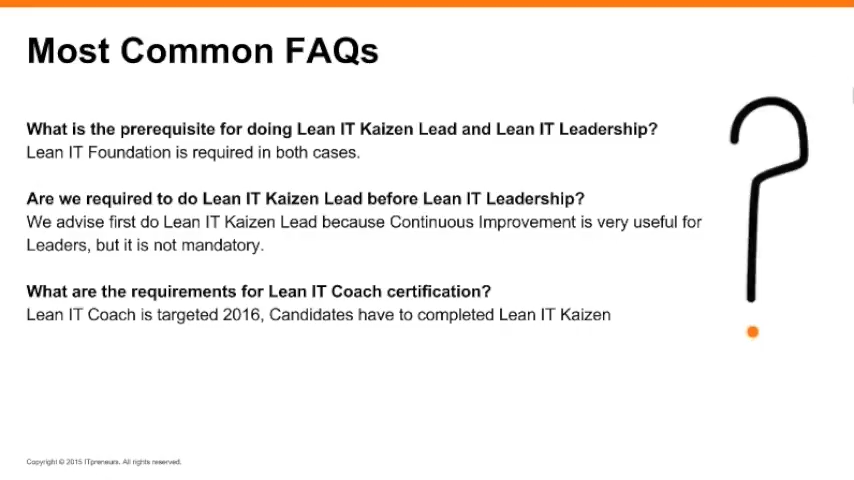 Most Common FAQs
What is the prerequisite for doing Lean IT Kaizen Lead and Lean IT Leadership?
Lean IT Foundation is required in both cases.
Are we required to do Lean IT Kaizen Lead before Lean IT Leadership?
We advise first do Lean IT Kaizen Lead because Continuous Improvement is very useful for
Leaders, but it is not mandatory.
What are the requirements for Lean IT Coach certification?
Lean IT Coach is targeted 2016, Candidates have to completed Lean IT Kaizen
Copyright © 2015 ITpreneurs. All rights reserved.